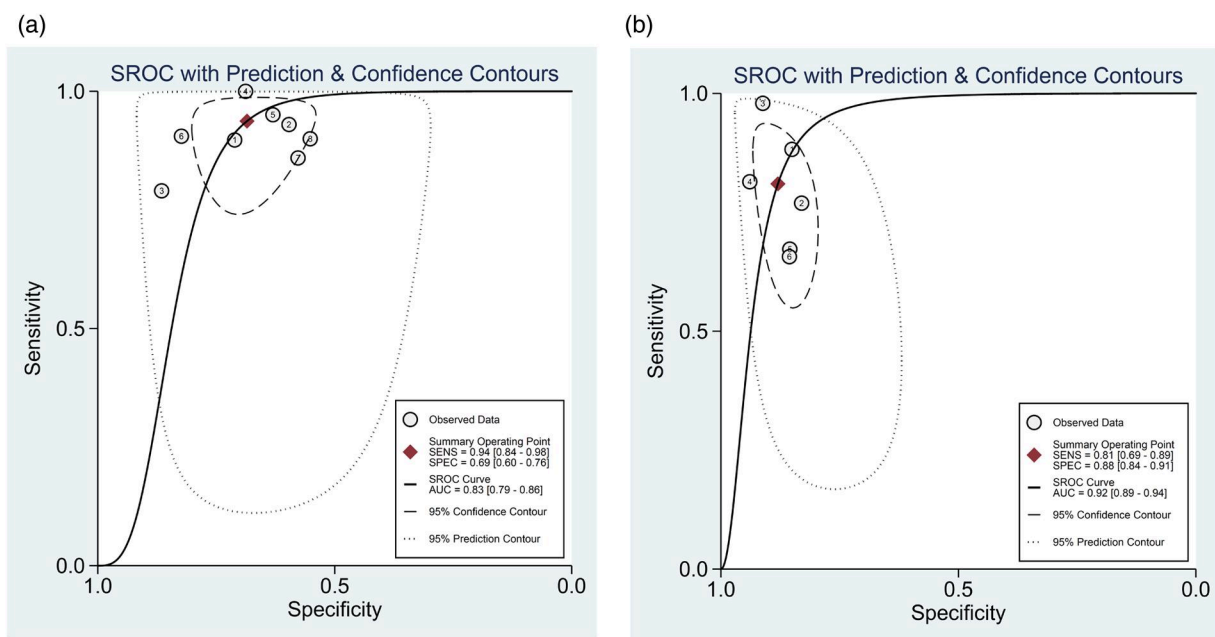 (a)
SROC with Prediction & Confidence Contours
1.0
4
5
2
6
1
8
7
3
Sensitivity
0.5
Observed Data
Summary Operating Point
SENS = 0.94 [0.84 - 0.98]
SPEC = 0.69 [0.60 - 0.76]
SROC Curve
AUC = 0.83 [0.79 - 0.86]
95% Confidence Contour
95% Prediction Contour
0.0
1.0
0.5
0.0
Specificity
(b)
SROC with Prediction & Confidence Contours
1.0
3
1
4
2
5
6
Sensitivity
0.5
Observed Data
Summary Operating Point
SENS = 0.81 [0.69 - 0.89]
SPEC = 0.88 [0.84 - 0.91]
SROC Curve
AUC = 0.92 [0.89 - 0.94]
95% Confidence Contour
95% Prediction Contour
0.0
1.0
0.5
0.0
Specificity